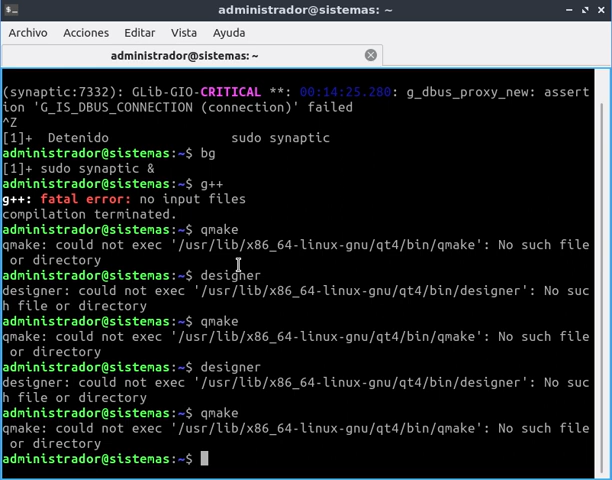 administrador@sistemas: ~
Archivo Acciones Editar Vista Ayuda
administrador@sistemas: ~
(synaptic:7332): GLib-GIO-CRITICAL **: 00:14:25.280: g_dbus_proxy_new: assert
ion 'G_IS_DBUS_CONNECTION (connection)' failed
^Z
[1]+  Detenido                sudo synaptic
administrador@sistemas:~$ bg
[1]+ sudo synaptic &
administrador@sistemas:~$ g++
g++: fatal error: no input files
compilation terminated.
administrador@sistemas:~$ qmake
qmake: could not exec '/usr/lib/x86_64-linux-gnu/qt4/bin/qmake': No such file
 or directory
administrador@sistemas:~$ designer
designer: could not exec '/usr/lib/x86_64-linux-gnu/qt4/bin/designer': No suc
h file or directory
administrador@sistemas:~$ qmake
qmake: could not exec '/usr/lib/x86_64-linux-gnu/qt4/bin/qmake': No such file
 or directory
administrador@sistemas:~$ designer
designer: could not exec '/usr/lib/x86_64-linux-gnu/qt4/bin/designer': No suc
h file or directory
administrador@sistemas:~$ qmake
qmake: could not exec '/usr/lib/x86_64-linux-gnu/qt4/bin/qmake': No such file
 or directory
administrador@sistemas:~$